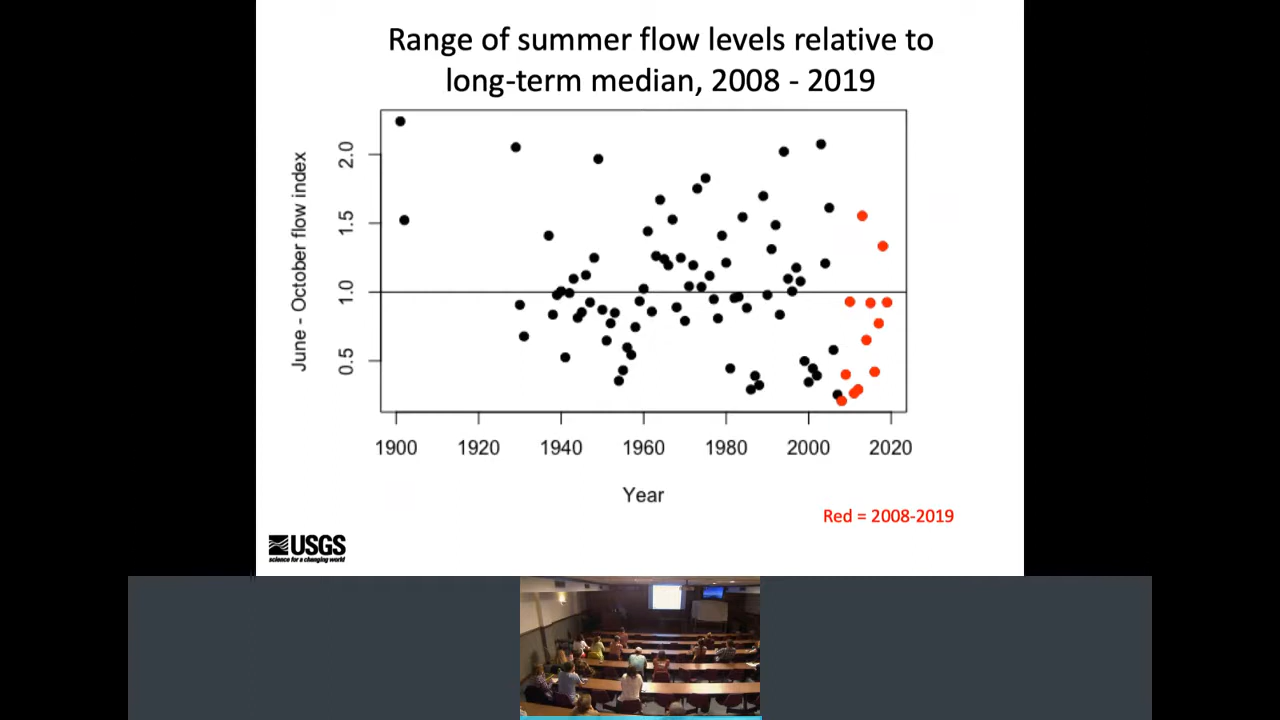 Range of summer flow levels relative to
long-term median, 2008 - 2019
June - October flow index
2.0
1.5
1.0
0.5
1900 1920 1940 1960 1980 2000 2020
Year
Red = 2008-2019
USGS
science for a changing world